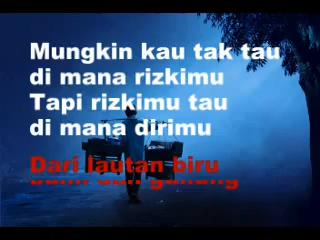 Mungkin kau tak tau
di mana rizkimu
Tapi rizkimu tau
di mana dirimu
Dari lautan biru